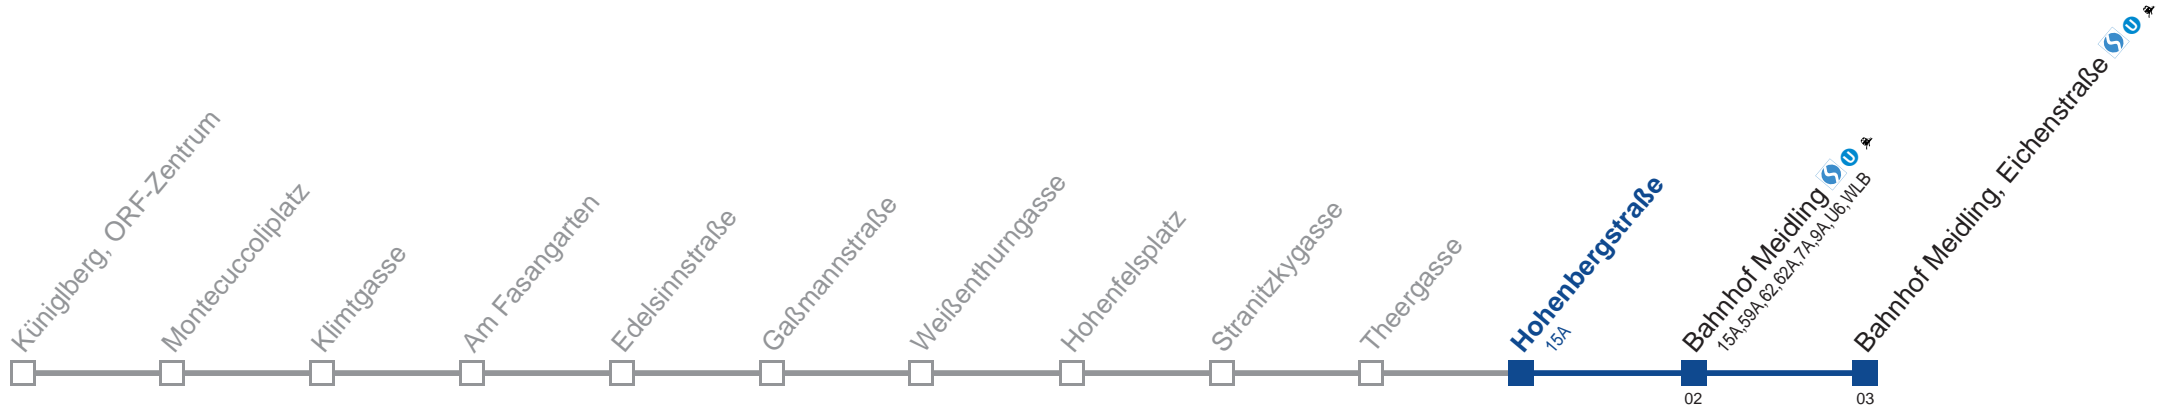 Küniglberg, ORF-Zentrum
Montecuccoliplatz
Klimtgasse
Am Fasangarten
Edelsinnstraße
Gaßmannstraße
Weißenthurngasse
Hohenfelsplatz
Stranitzkygasse
Theergasse
Hohenbergstraße
15A
Bahnhof Meidling S U
15A,59A,62,62A,7A,9A,U6,WLB
Bahnhof Meidling, Eichenstraße S U
02
03